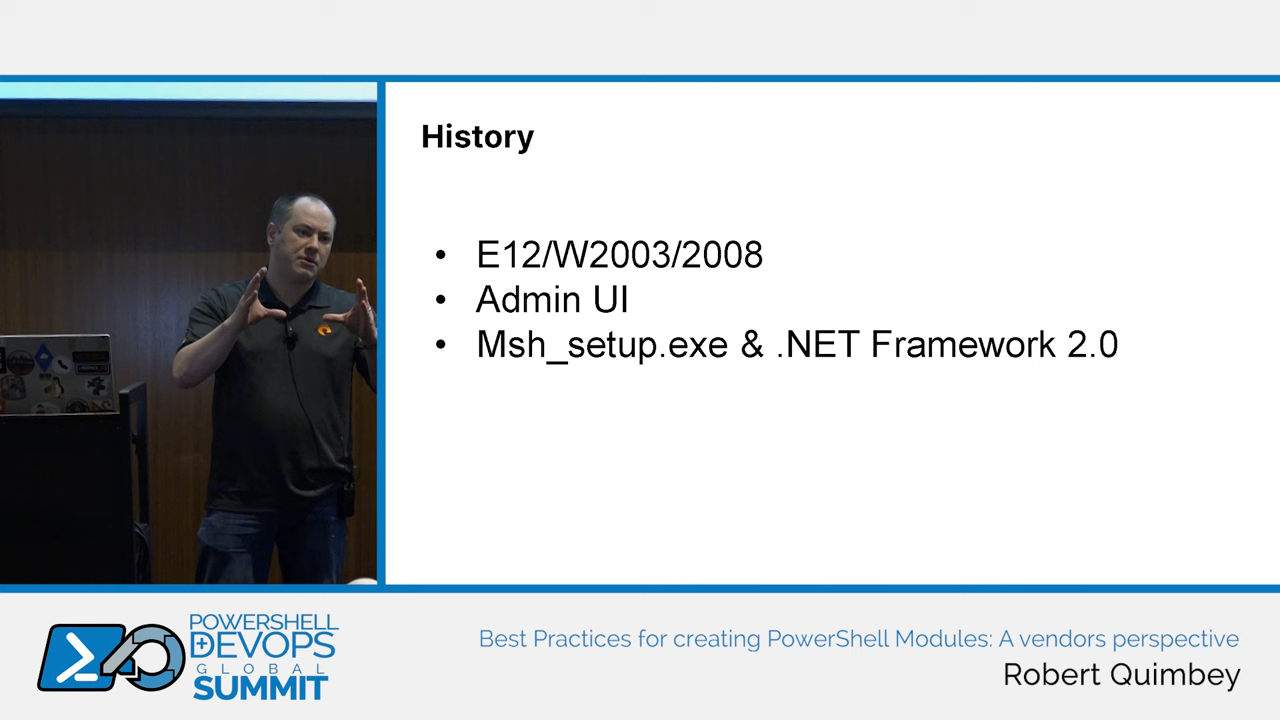 History
• E12/W2003/2008
• Admin UI
• Msh_setup.exe & .NET Framework 2.0
POWERSHELL
+DEVOPS
GLOBAL
SUMMIT
Best Practices for creating PowerShell Modules: A vendors perspective
Robert Quimbey